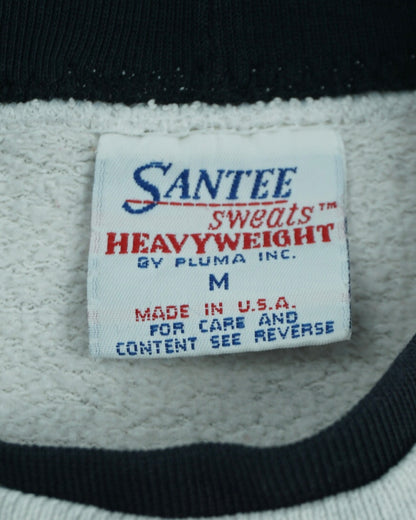 SANTEE
sweats™
HEAVYWEIGHT
BY PLUMA INC.
M
MADE IN U.S.A.
FOR CARE AND
CONTENT SEE REVERSE